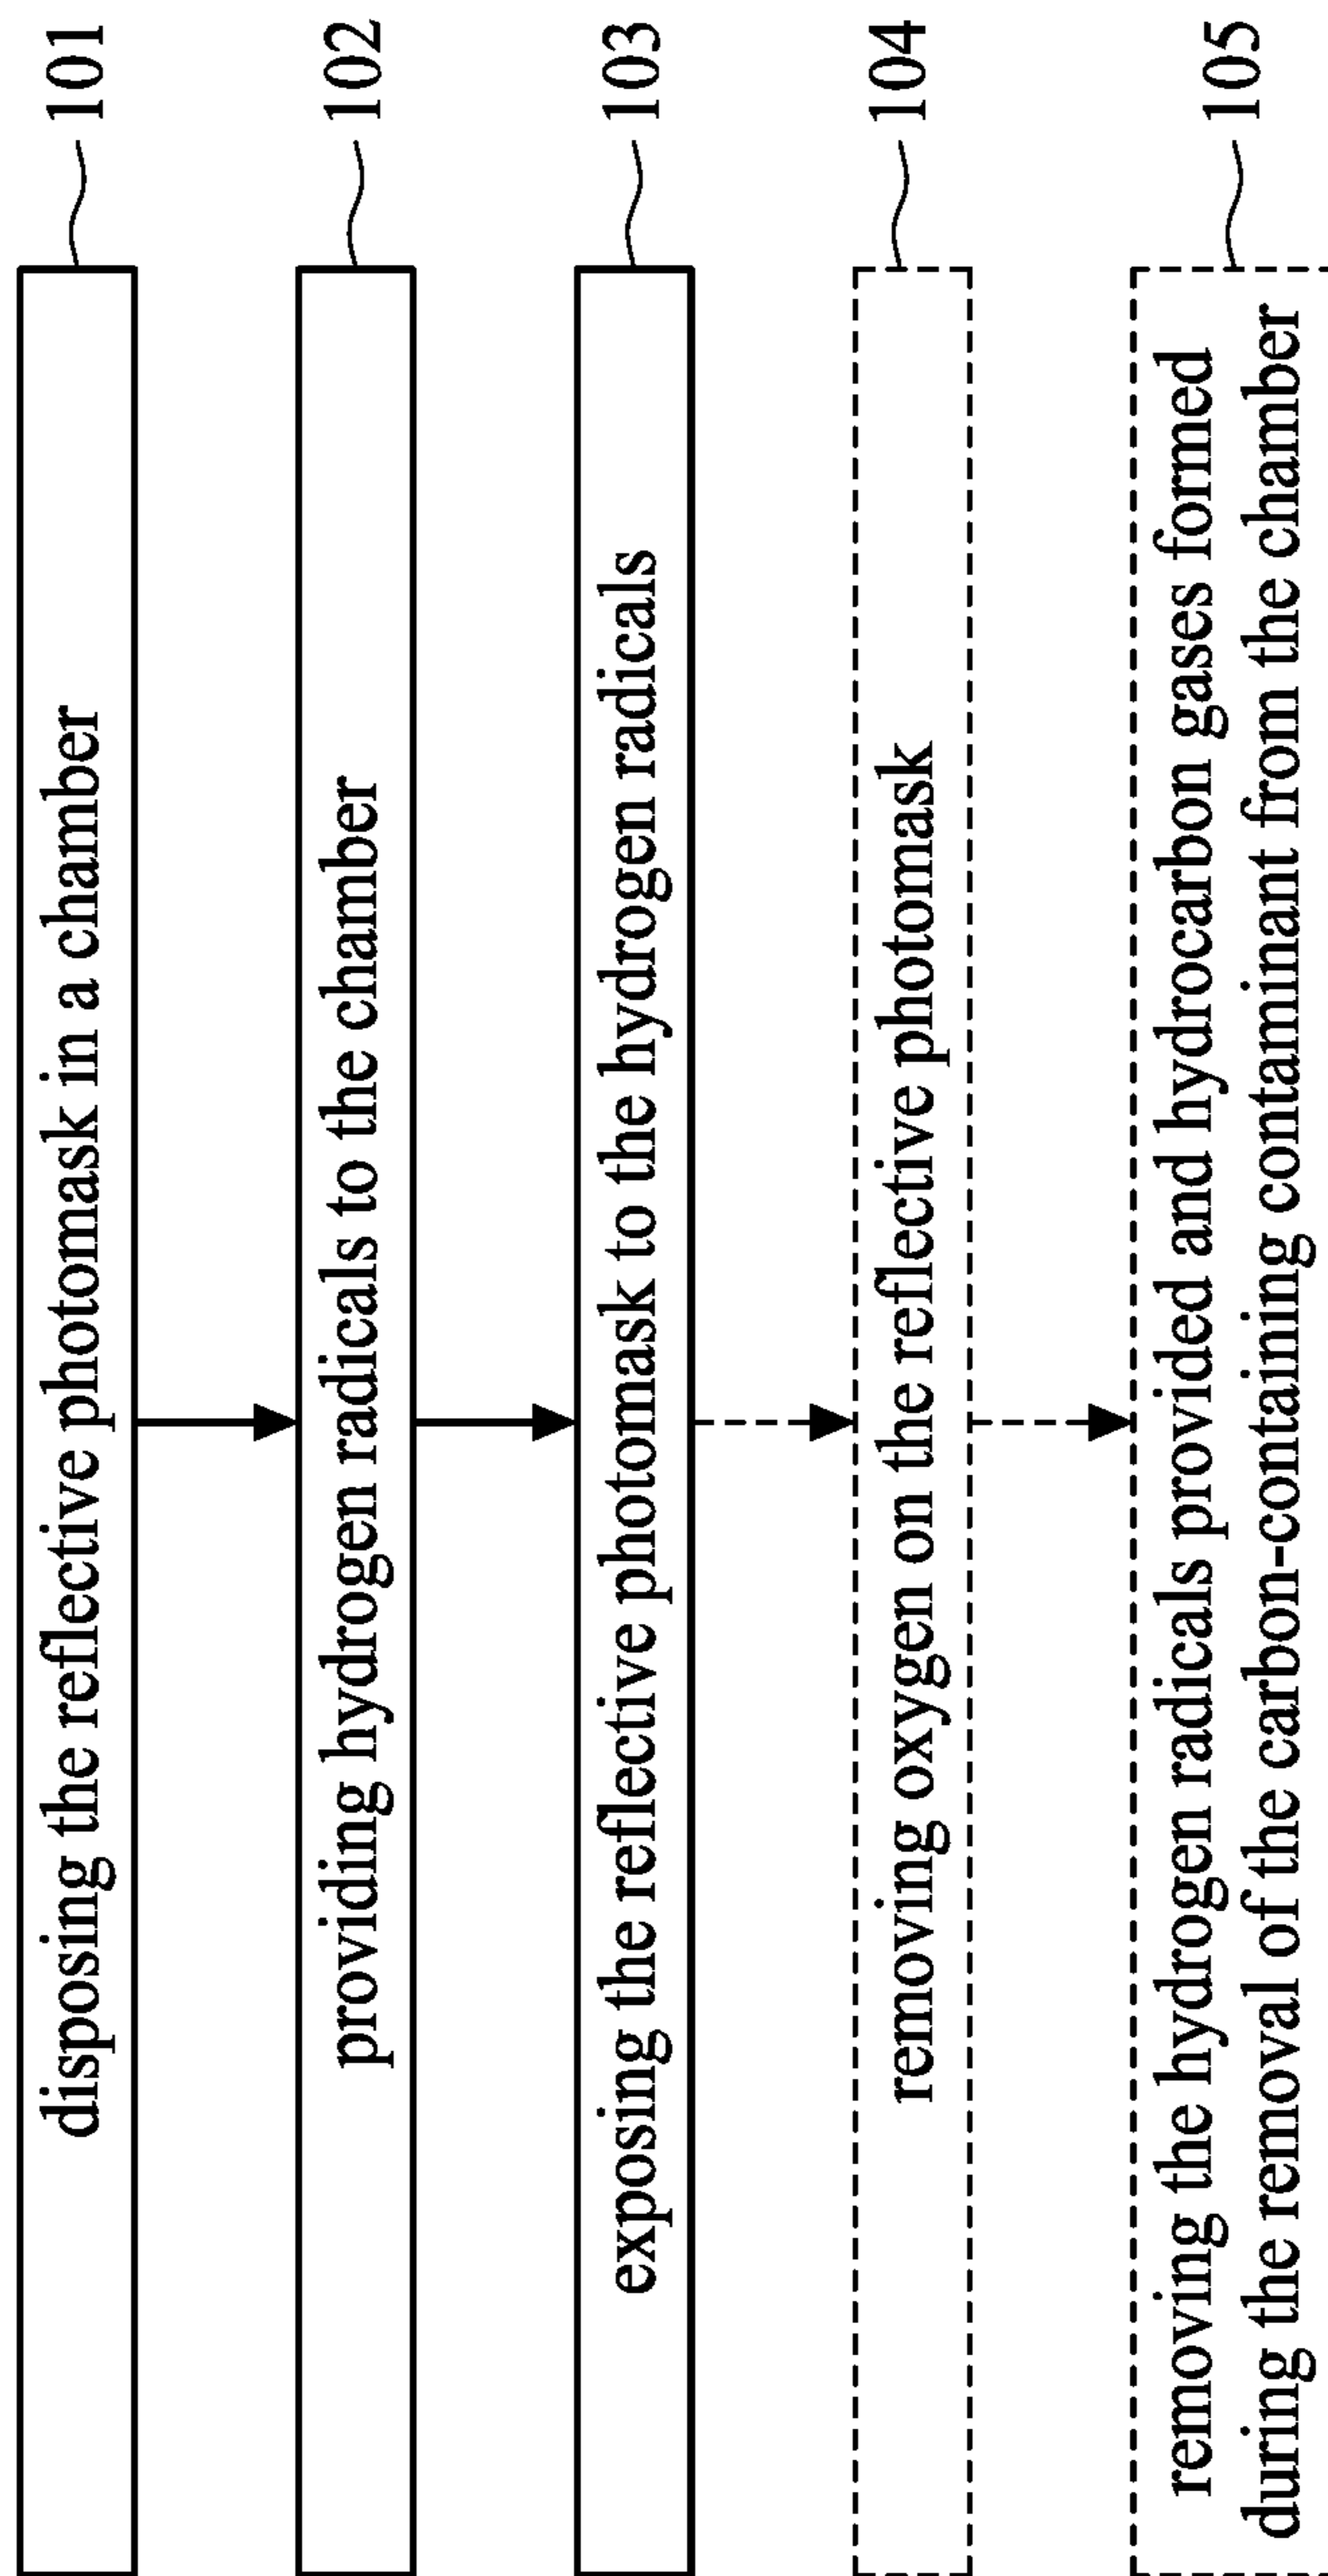 disposing the reflective photomask in a chamber
101
providing hydrogen radicals to the chamber
102
exposing the reflective photomask to the hydrogen radicals
103
removing oxygen on the reflective photomask
104
removing the hydrogen radicals provided and hydrocarbon gases formed
during the removal of the carbon-containing contaminant from the chamber
105